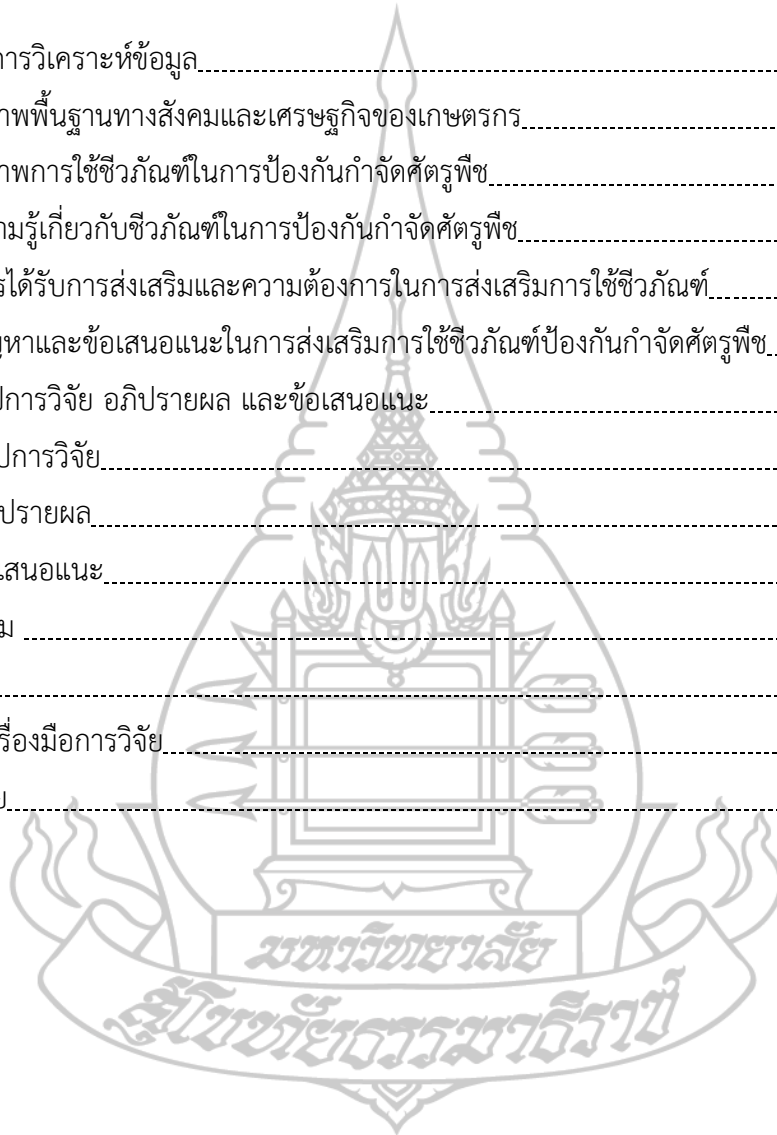 การวิเคราะห์ข้อมูล
าพพื้นฐานทางสังคมและเศรษฐกิจของเกษตรกร
าพการใช้ชีวภัณฑ์ในการป้องกันกำจัดศัตรูพืช
ามรู้เกี่ยวกับชีวภัณฑ์ในการป้องกันกำจัดศัตรูพืช
รได้รับการส่งเสริมและความต้องการในการส่งเสริมการใช้ชีวภัณฑ์
ญหาและข้อเสนอแนะในการส่งเสริมการใช้ชีวภัณฑ์ป้องกันกำจัดศัตรูพืช
ปการวิจัย อภิปรายผล และข้อเสนอแนะ
ปการวิจัย
ปรายผล
เสนอแนะ
ม
รื่องมือการวิจัย
ย
มหาวิทยาลัย
สุโขทัยธรรมาธิราช